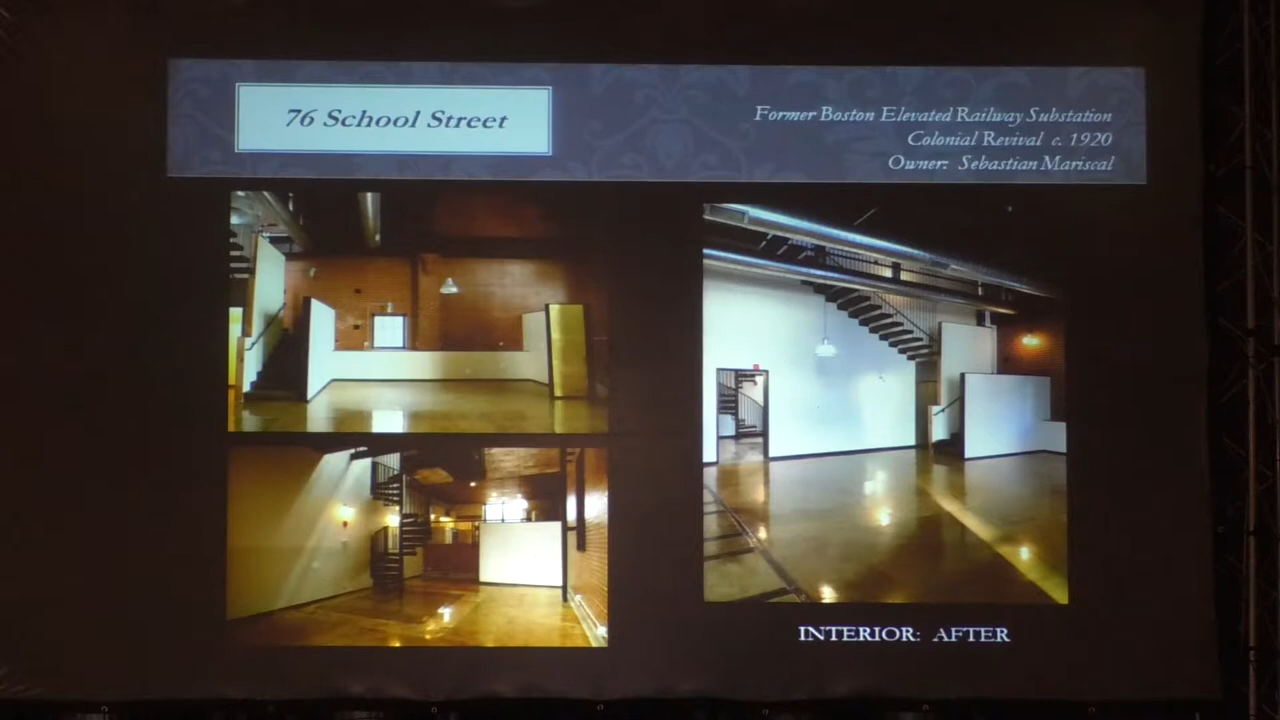 76 School Street
Former Boston Elevated Railway Substation
Colonial Revival c. 1920
Owner: Sebastian Mariscal
INTERIOR: AFTER